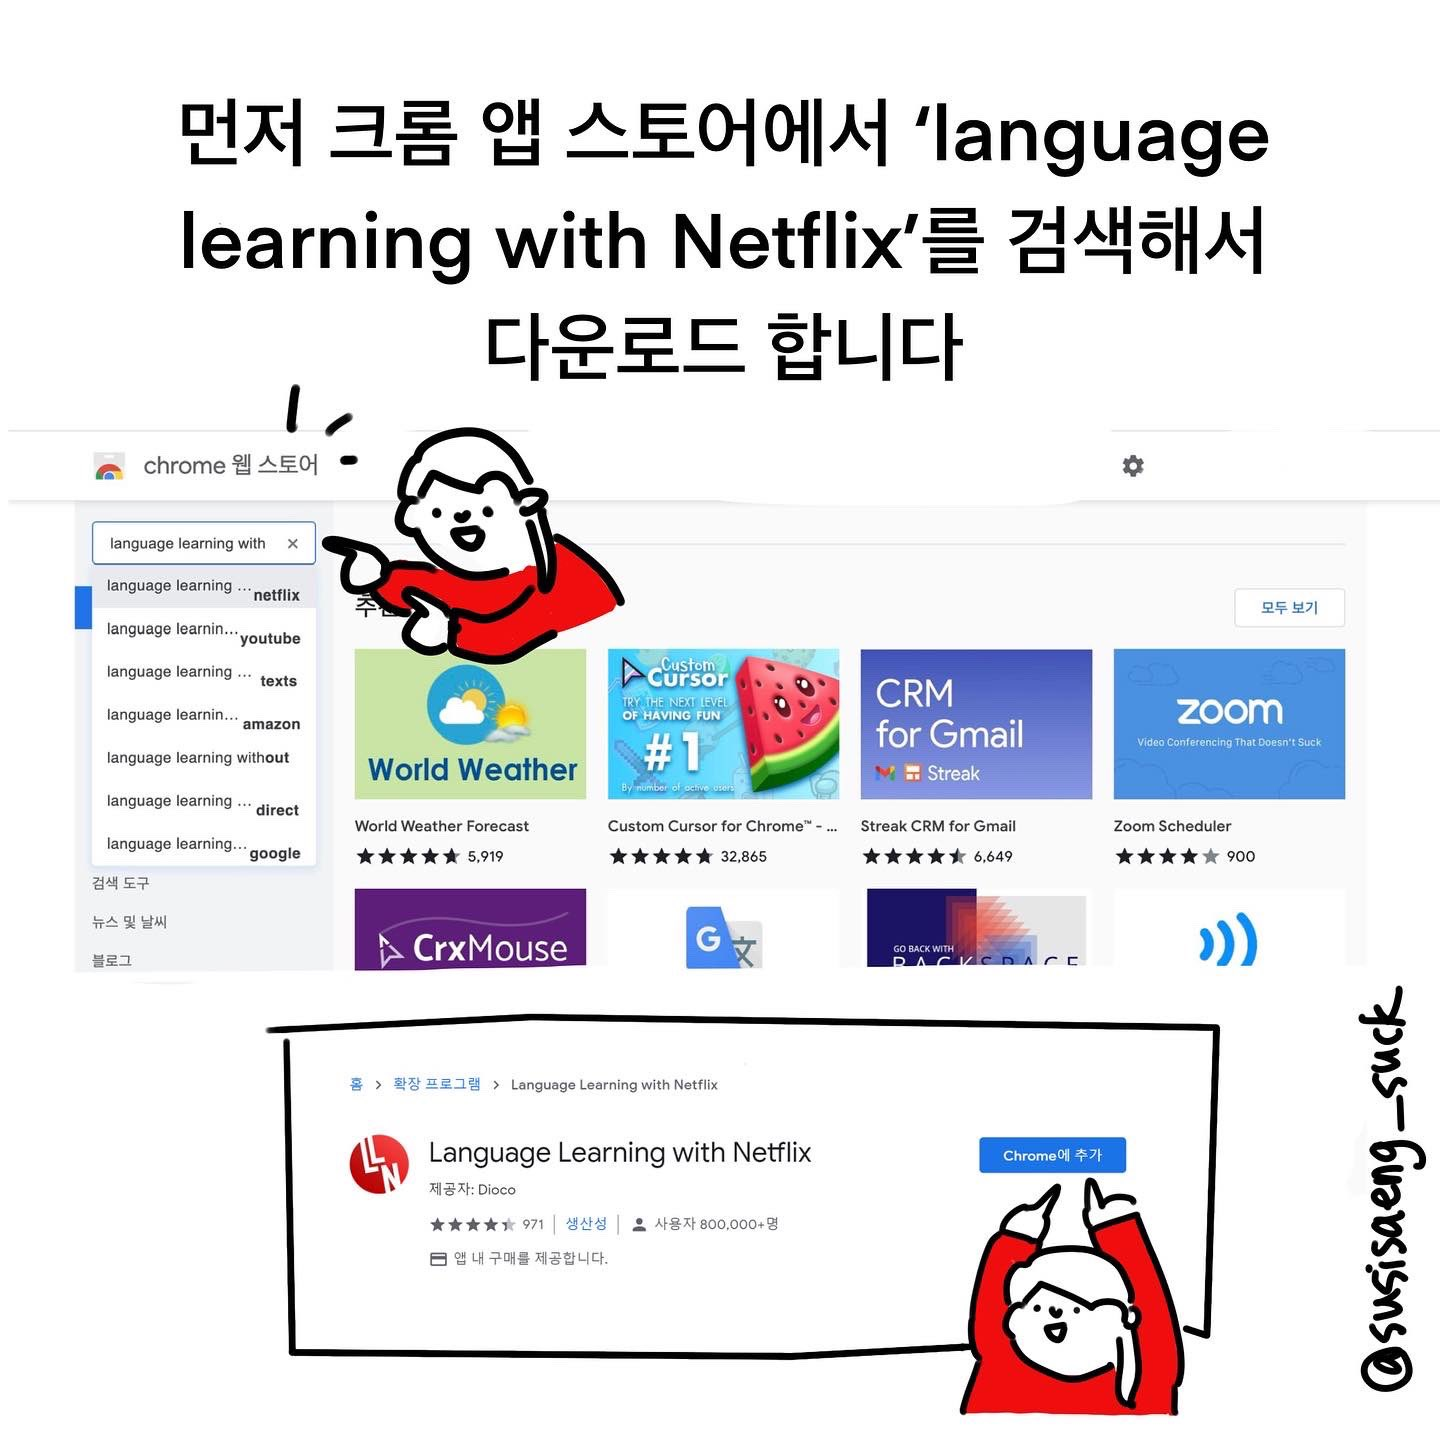 먼저 크롬 앱 스토어에서 ‘language
learning with Netflix’를 검색해서
다운로드 합니다
chrome 웹 스토어
language learning with ×
language learning ... netflix
language learnin... youtube
language learning ... texts
language learnin... amazon
language learning without
language learning ... direct
language learning... google
검색 도구
뉴스 및 날씨
블로그
모두 보기
World Weather
Custom
Cursor
TRY THE NEXT LEVEL
OF HAVING FUN
#1
By number of active users
CRM
for Gmail
Streak
zoom
Video Conferencing That Doesn't Suck
World Weather Forecast
5,919
Custom Cursor for Chrome™ - ...
32,865
Streak CRM for Gmail
6,649
Zoom Scheduler
900
CrxMouse
G 文
GO BACK WITH
BACKSPACE
홈 > 확장 프로그램 > Language Learning with Netflix
LLN
Language Learning with Netflix
제공자: Dioco
971 | 생산성 | 사용자 800,000+명
앱 내 구매를 제공합니다.
Chrome에 추가
@susisaeng_suck